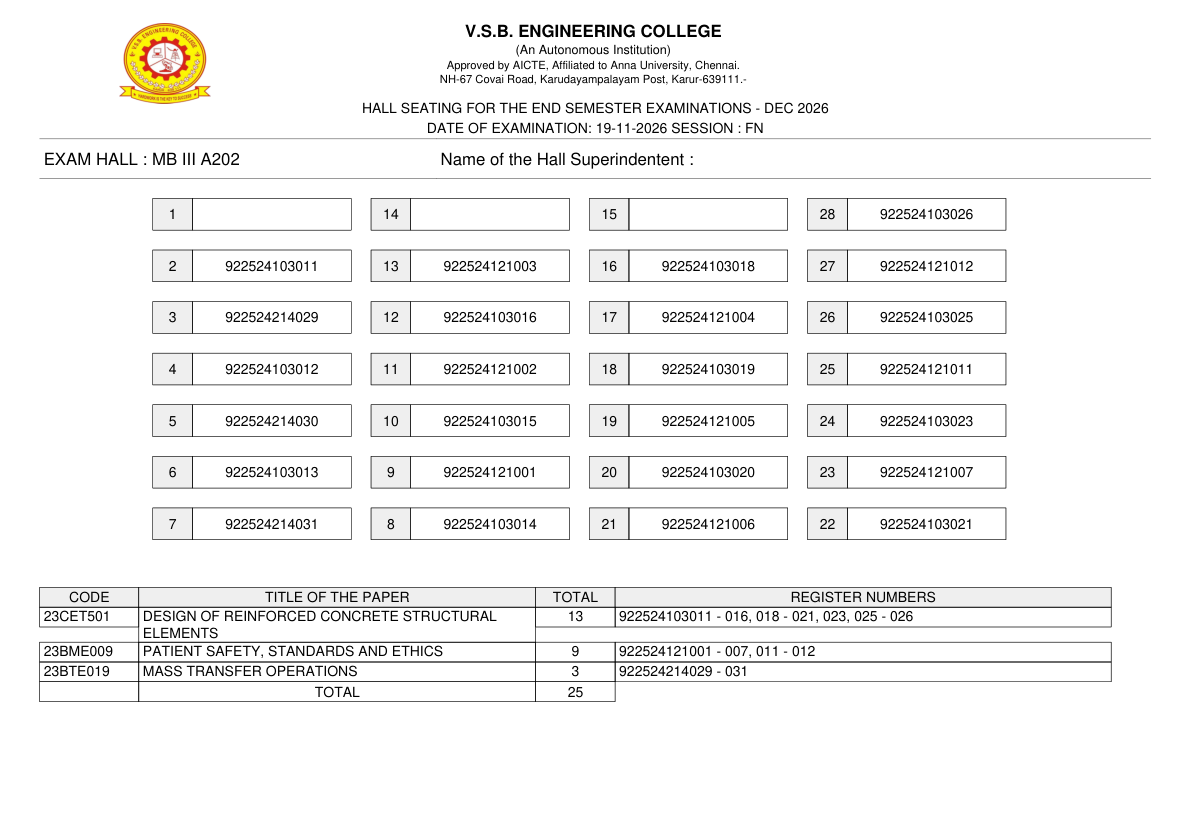 V.S.B. ENGINEERING COLLEGE
(An Autonomous Institution)
Approved by AICTE, Affiliated to Anna University, Chennai.
NH-67 Covai Road, Karudayampalayam Post, Karur-639111.-
HALL SEATING FOR THE END SEMESTER EXAMINATIONS - DEC 2026
DATE OF EXAMINATION: 19-11-2026 SESSION : FN
EXAM HALL : MB III A202 Name of the Hall Superintendent :
1 14 15 28 922524103026
2 922524103011 13 922524121003 16 922524103018 27 922524121012
3 922524214029 12 922524103016 17 922524121004 26 922524103025
4 922524103012 11 922524121002 18 922524103019 25 922524121011
5 922524214030 10 922524103015 19 922524121005 24 922524103023
6 922524103013 9 922524121001 20 922524103020 23 922524121007
7 922524214031 8 922524103014 21 922524121006 22 922524103021
CODE TITLE OF THE PAPER TOTAL REGISTER NUMBERS
23CET501 DESIGN OF REINFORCED CONCRETE STRUCTURAL 13 922524103011 - 016, 018 - 021, 023, 025 - 026
ELEMENTS
23BME009 PATIENT SAFETY, STANDARDS AND ETHICS 9 922524121001 - 007, 011 - 012
23BTE019 MASS TRANSFER OPERATIONS 3 922524214029 - 031
TOTAL 25